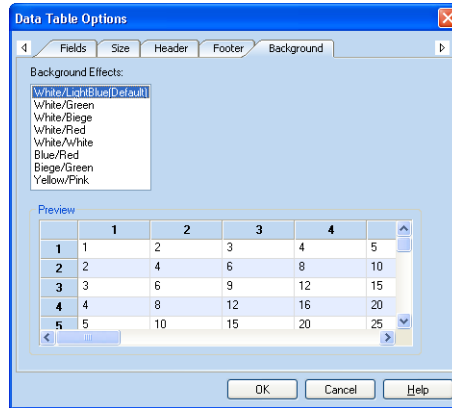 Data Table Options
Fields Size Header Footer Background
Background Effects:
White/LightBlue(Default)
White/Green
White/Biege
White/Red
White/White
Blue/Red
Biege/Green
Yellow/Pink
Preview
1 2 3 4
1 1 2 3 4 5
2 2 4 6 8 10
3 3 6 9 12 15
4 4 8 12 16 20
5 5 10 15 20 25
OK Cancel Help